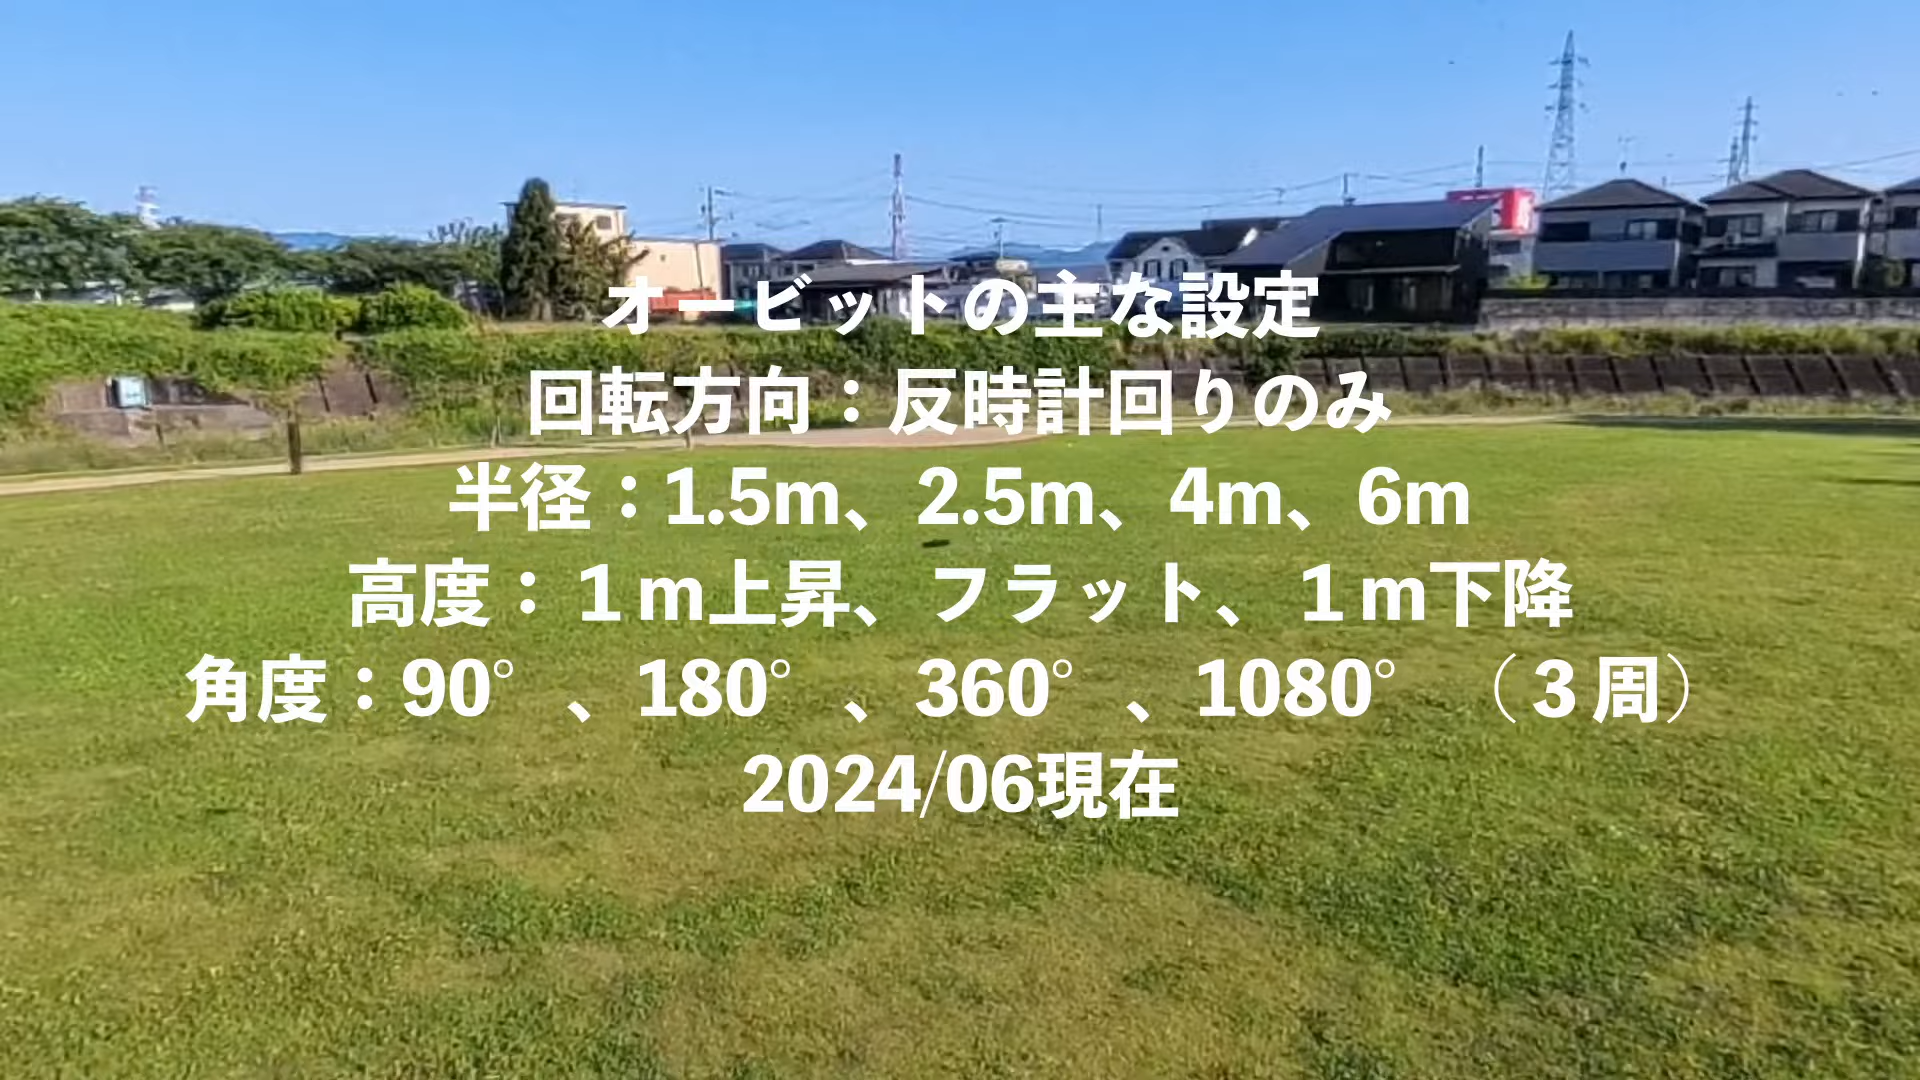 オービットの主な設定
回転方向：反時計回りのみ
半径：1.5m、2.5m、4m、6m
高度：１ｍ上昇、フラット、１ｍ下降
角度：90°、180°、360°、1080°（３周）
2024/06現在